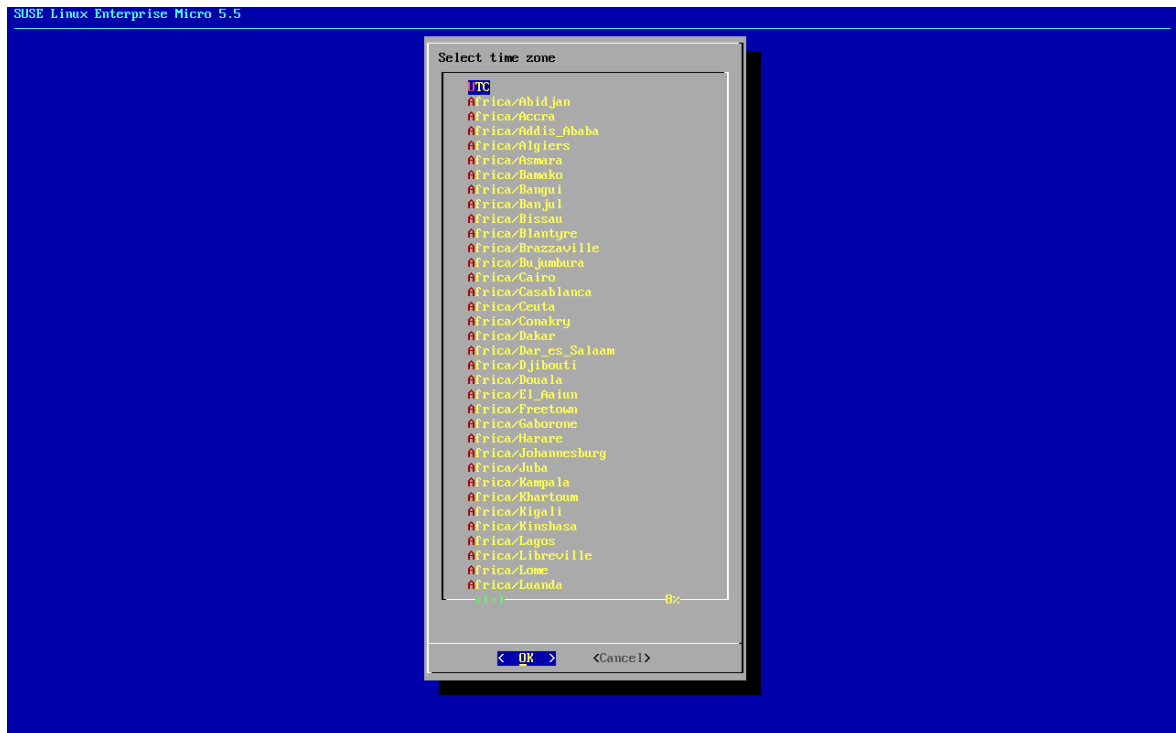 SUSE Linux Enterprise Micro 5.5
Select time zone
UTC
Africa/Abidjan
Africa/Accra
Africa/Addis_Ababa
Africa/Algiers
Africa/Asmara
Africa/Bamako
Africa/Bangui
Africa/Banjul
Africa/Bissau
Africa/Blantyre
Africa/Brazzaville
Africa/Bujumbura
Africa/Cairo
Africa/Casablanca
Africa/Ceuta
Africa/Conakry
Africa/Dakar
Africa/Dar_es_Salaam
Africa/Djibouti
Africa/Douala
Africa/El_Aaiun
Africa/Freetown
Africa/Gaborone
Africa/Harare
Africa/Johannesburg
Africa/Juba
Africa/Kampala
Africa/Khartoum
Africa/Kigali
Africa/Kinshasa
Africa/Lagos
Africa/Libreville
Africa/Lome
Africa/Luanda
↓(+) 8%
< OK > <Cancel>